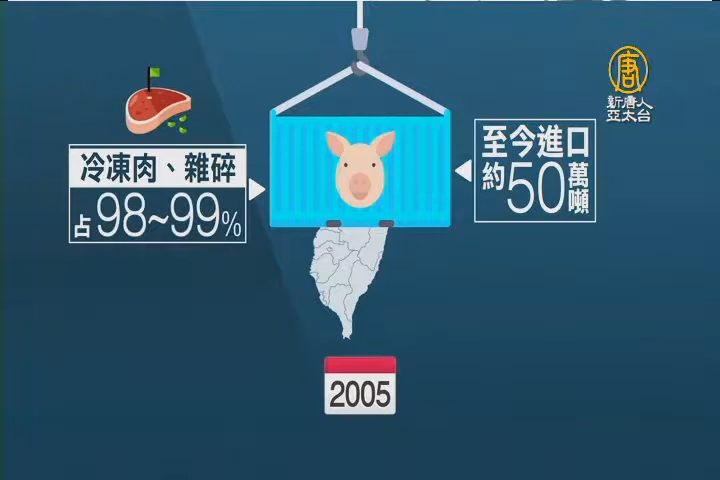 唐
新唐人
亞太台
冷凍肉、雜碎
占98~99%
至今進口
約50萬噸
2005